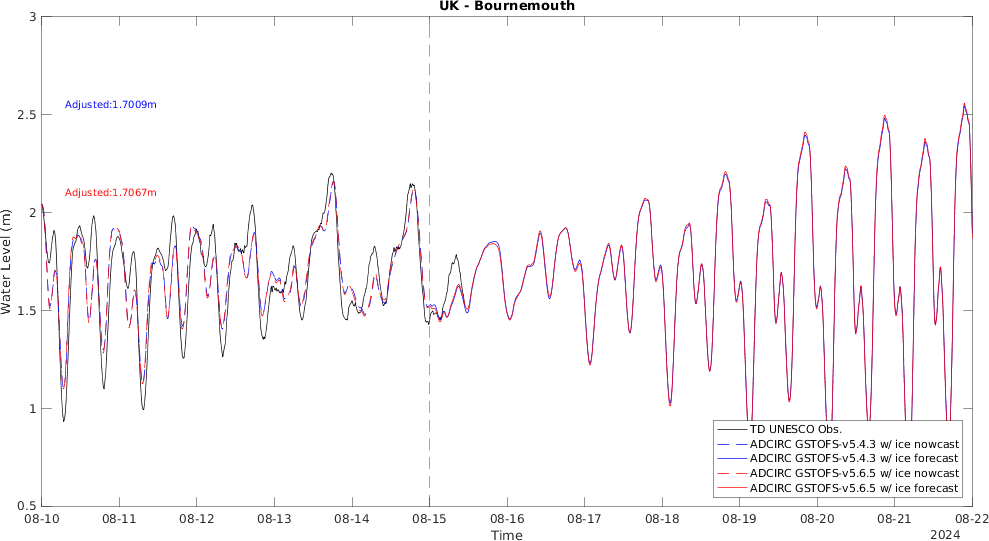 UK - Bournemouth
3
2.5
2
1.5
1
0.5
Water Level (m)
Adjusted:1.7009m
Adjusted:1.7067m
TD UNESCO Obs.
ADCIRC GSTOFS-v5.4.3 w/ ice nowcast
ADCIRC GSTOFS-v5.4.3 w/ ice forecast
ADCIRC GSTOFS-v5.6.5 w/ ice nowcast
ADCIRC GSTOFS-v5.6.5 w/ ice forecast
08-10 08-11 08-12 08-13 08-14 08-15 08-16 08-17 08-18 08-19 08-20 08-21 08-22
Time
2024